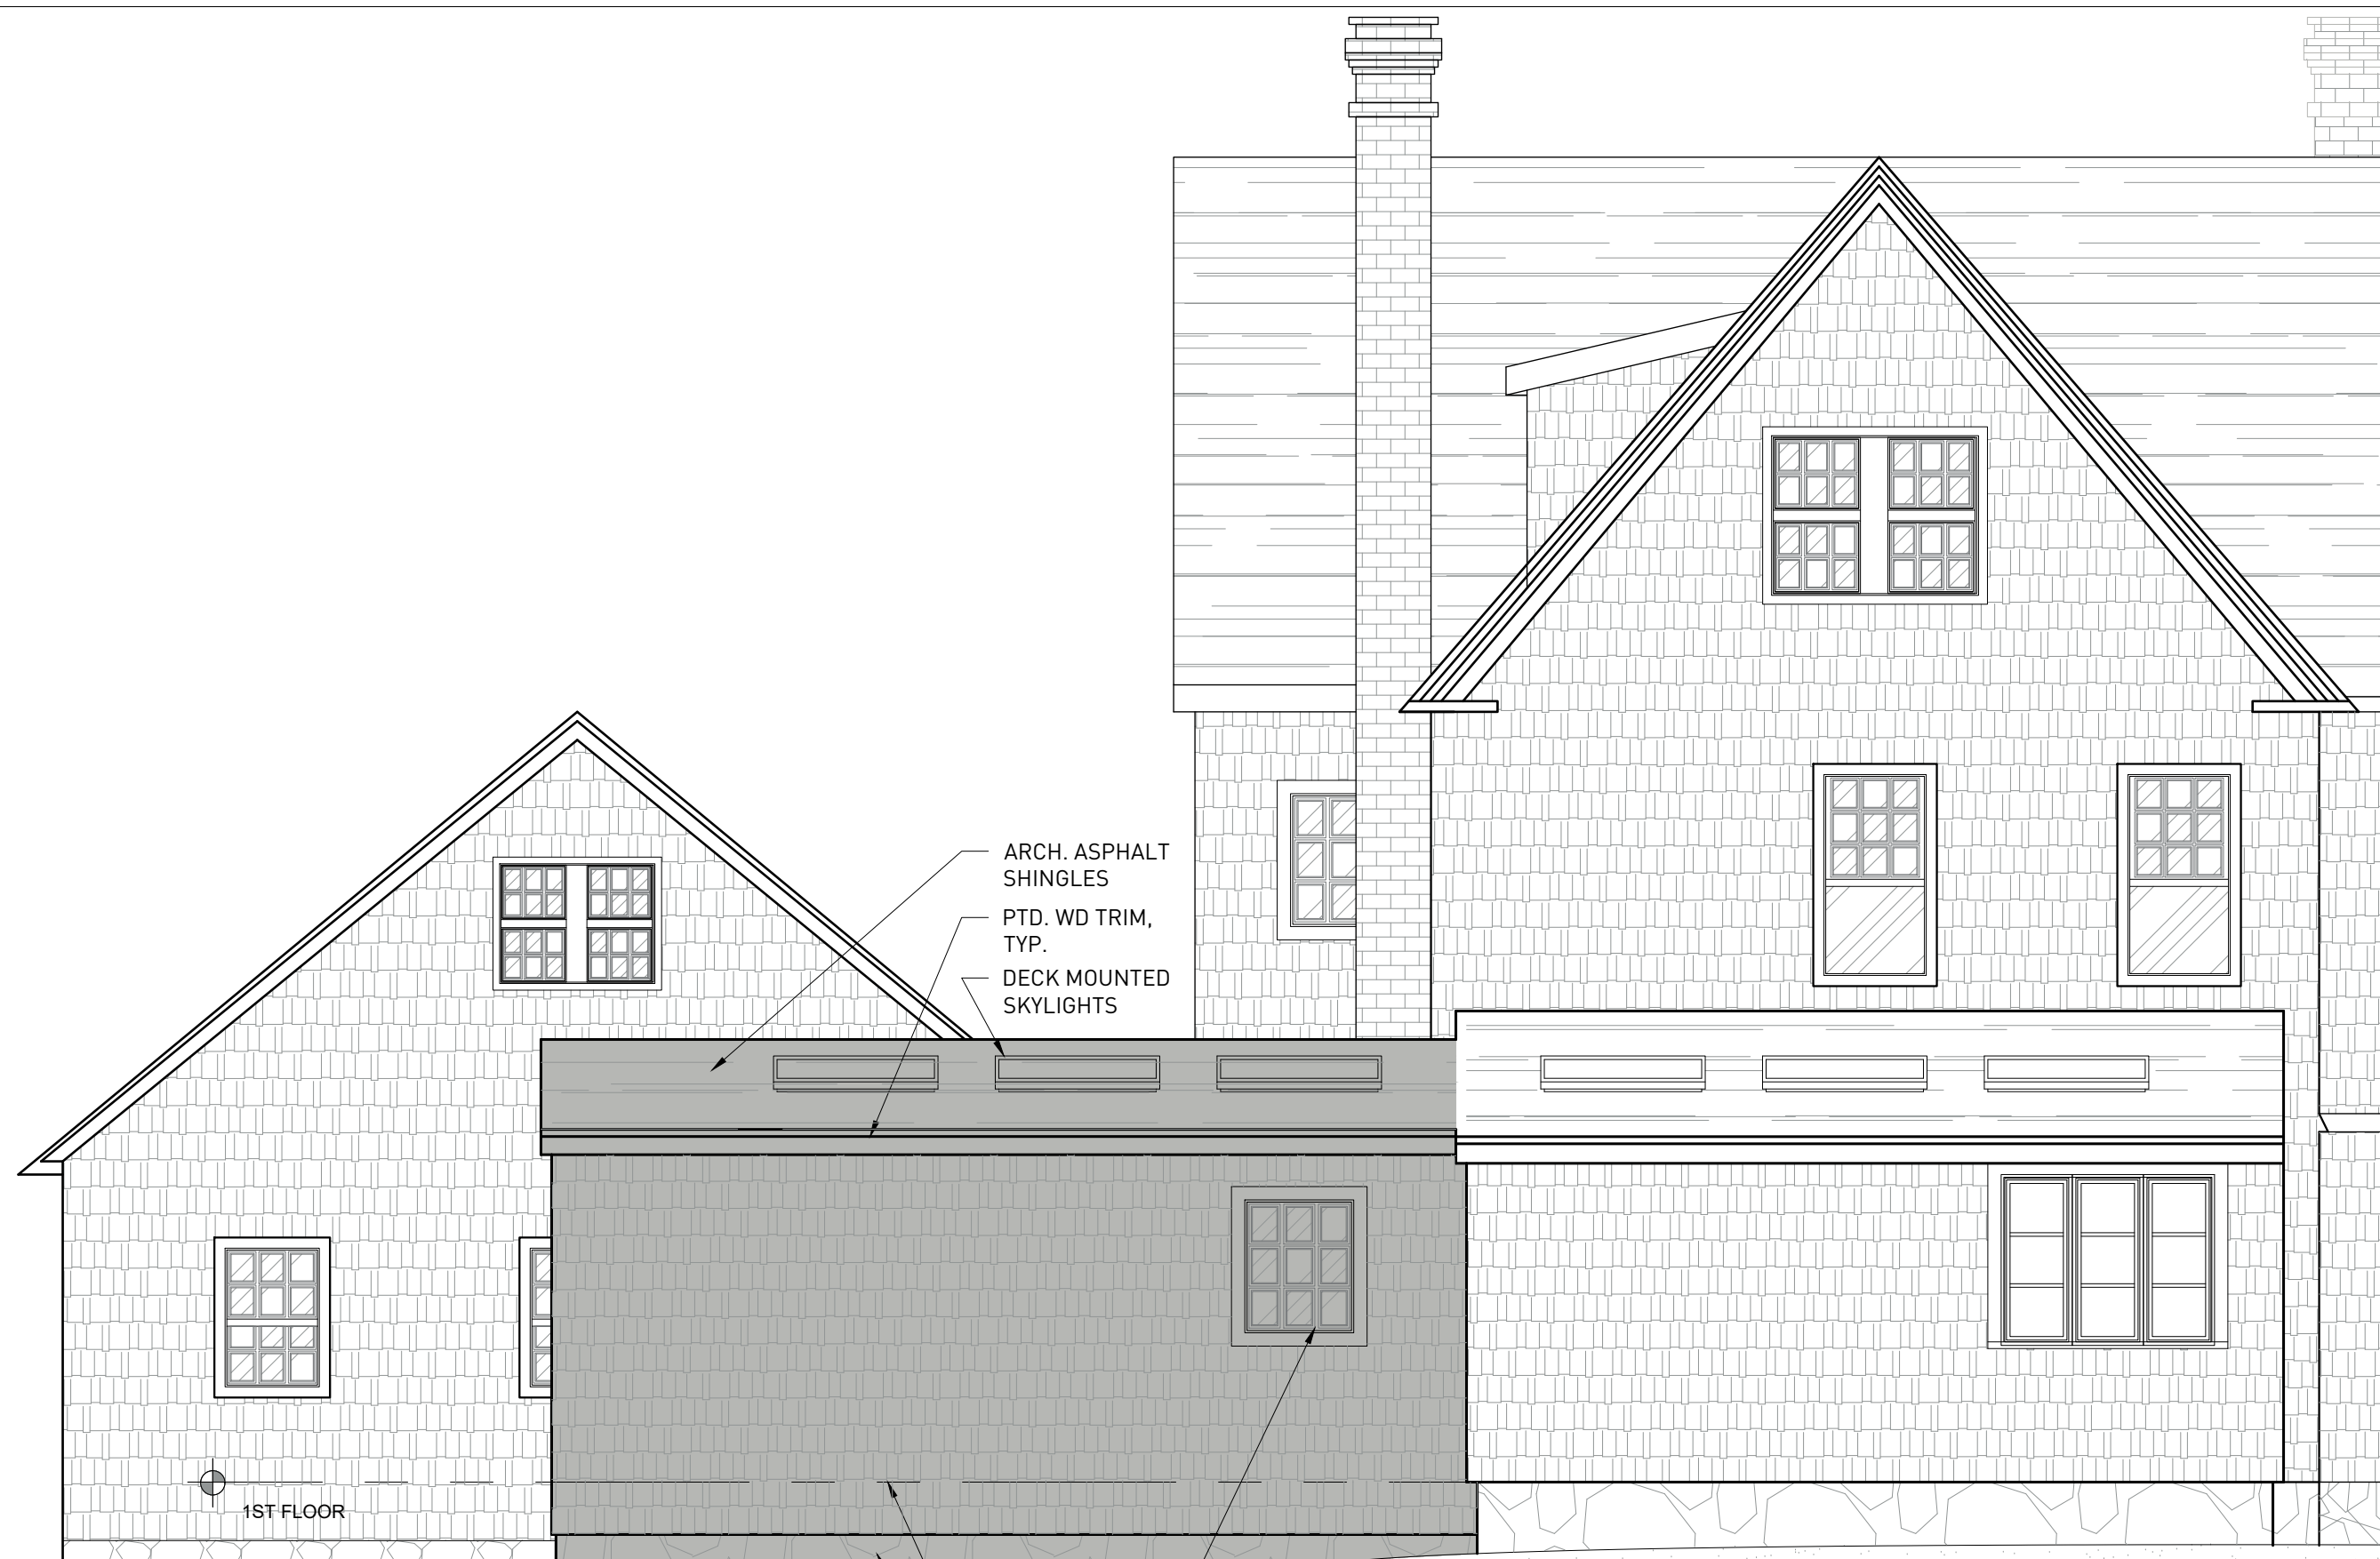 ARCH. ASPHALT
SHINGLES
PTD. WD TRIM,
TYP.
DECK MOUNTED
SKYLIGHTS
1ST FLOOR